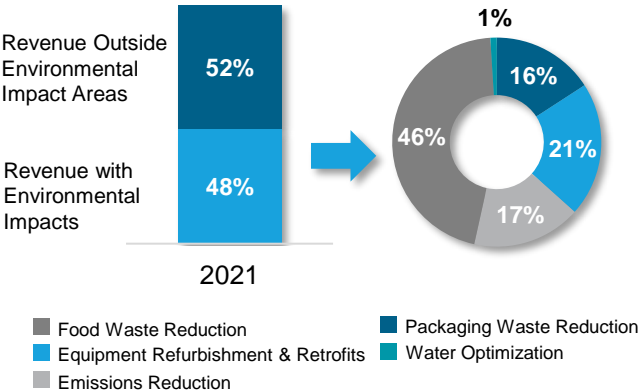 Revenue Outside
Environmental
Impact Areas
52%
Revenue with
Environmental
Impacts
48%
2021
1%
16%
46%
21%
17%
Food Waste Reduction
Packaging Waste Reduction
Equipment Refurbishment & Retrofits
Water Optimization
Emissions Reduction